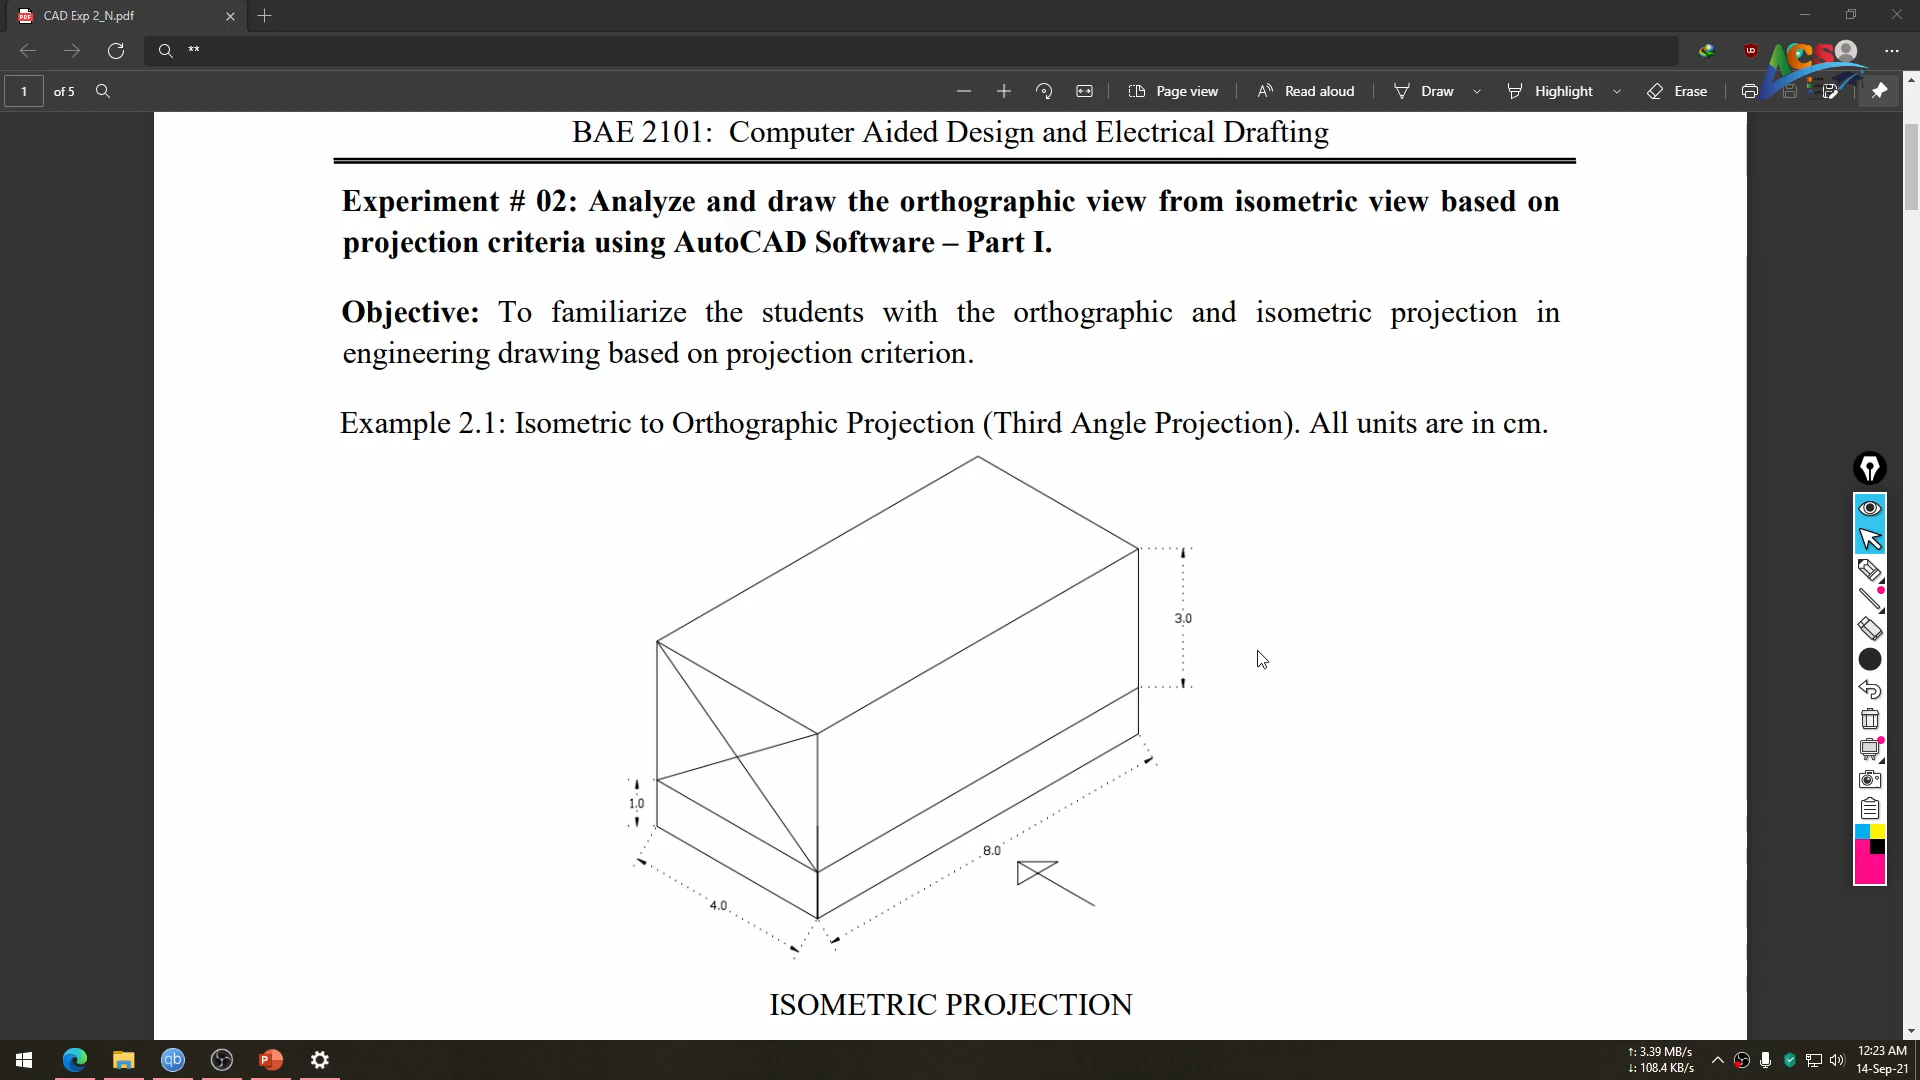 CAD Exp 2_N.pdf
**
1 of 5
Page view
Read aloud
Draw
Highlight
Erase
ACS
BAE 2101: Computer Aided Design and Electrical Drafting
Experiment # 02: Analyze and draw the orthographic view from isometric view based on
projection criteria using AutoCAD Software – Part I.
Objective: To familiarize the students with the orthographic and isometric projection in
engineering drawing based on projection criterion.
Example 2.1: Isometric to Orthographic Projection (Third Angle Projection). All units are in cm.
3.0
1.0
8.0
4.0
ISOMETRIC PROJECTION
↑: 3.39 MB/s
↓: 108.4 KB/s
12:23 AM
14-Sep-21